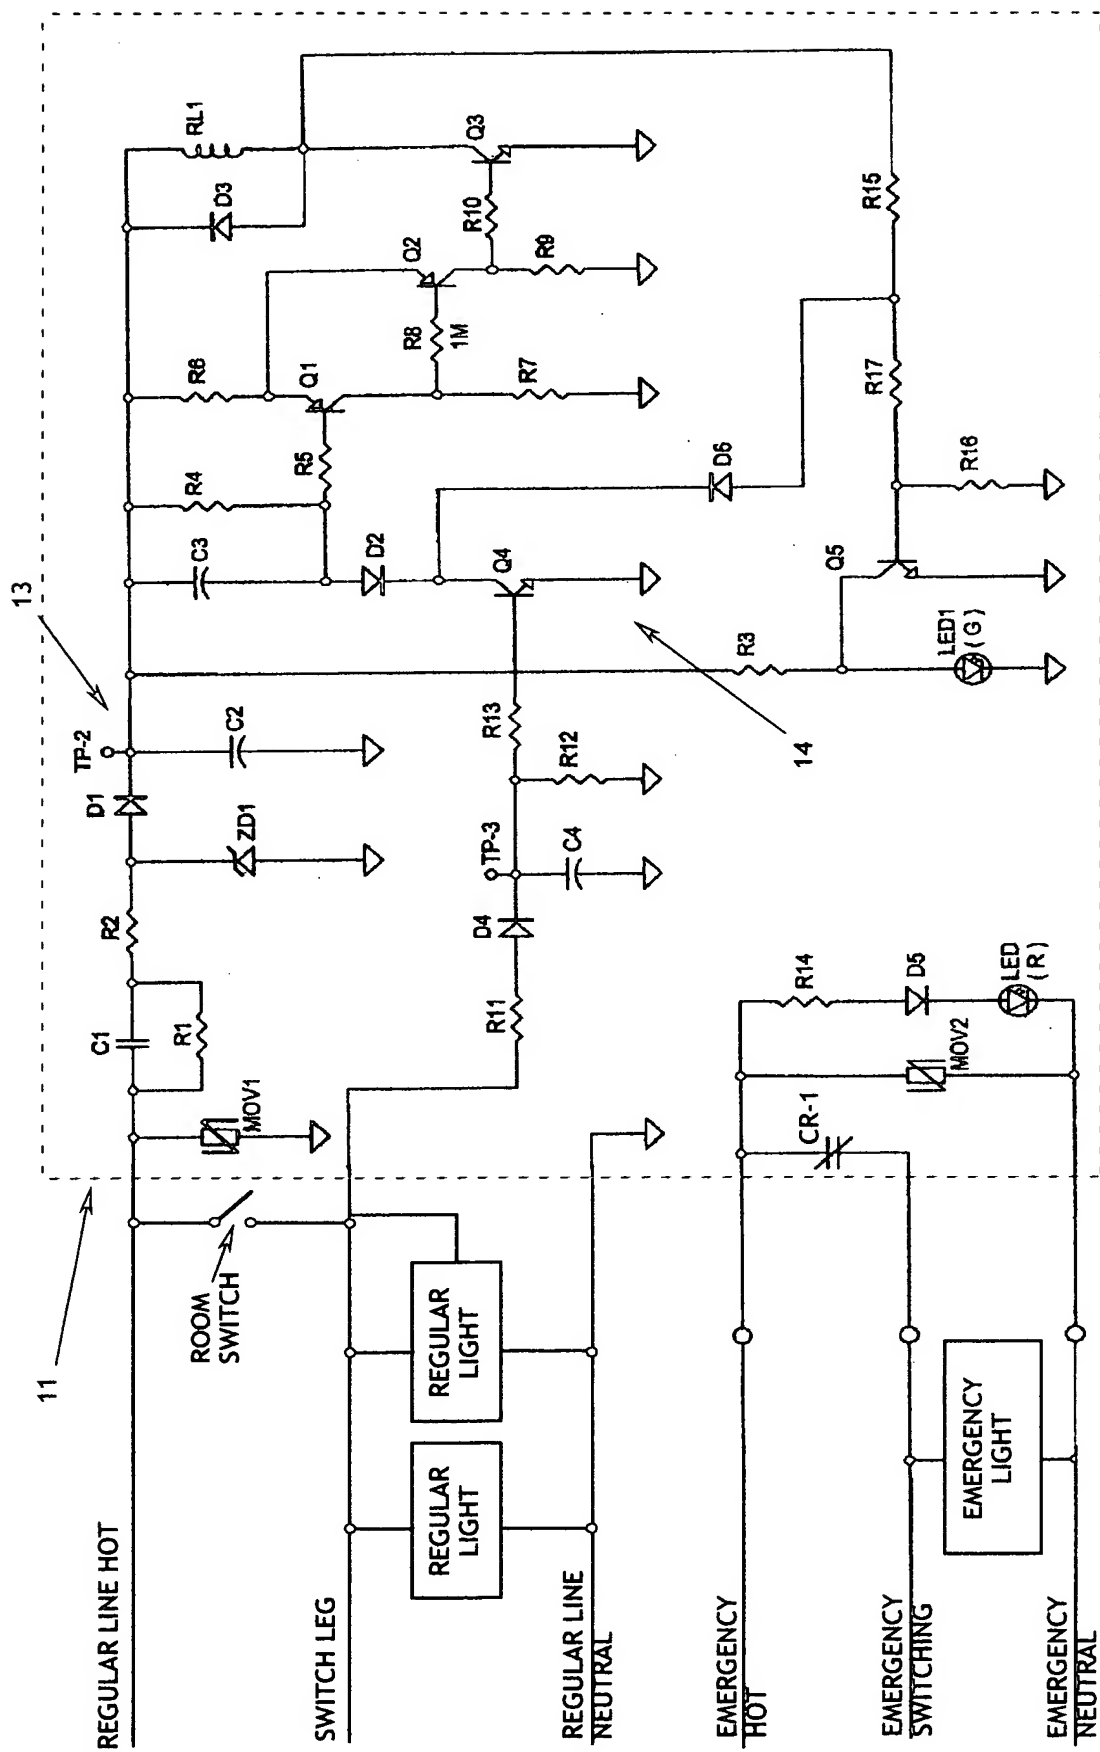 REGULAR LINE HOT
SWITCH LEG
REGULAR LINE
NEUTRAL
EMERGENCY
HOT
EMERGENCY
SWITCHING
EMERGENCY
NEUTRAL
REGULAR
LIGHT
REGULAR
LIGHT
EMERGENCY
LIGHT
ROOM
SWITCH
11
13
14
MOV1
C1
R1
R2
ZD1
D1
TP-2
C2
C3
R4
R5
R6
Q1
D2
D3
RL1
Q2
R8
1M
R7
R9
R10
Q3
Q4
R11
D4
TP-3
C4
R12
R13
R3
LED1
(G)
Q5
D6
R16
R17
R15
CR-1
MOV2
R14
D5
LED
(R)